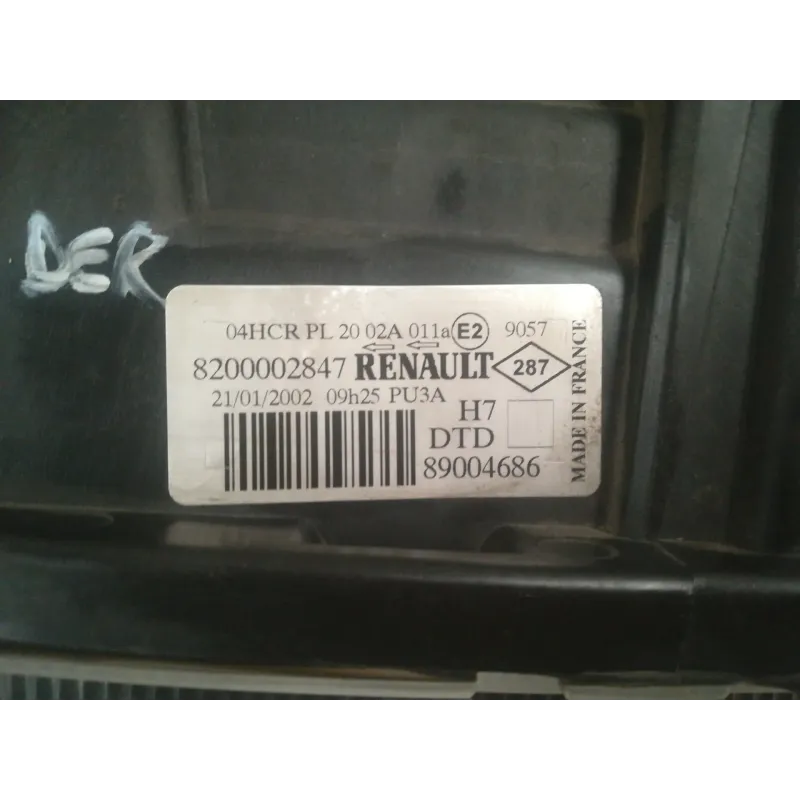 DER
04HCR PL 20 02A 011a E2 9057
8200002847 RENAULT 287
21/01/2002 09h25 PU3A
H7
DTD
89004686
MADE IN FRANCE